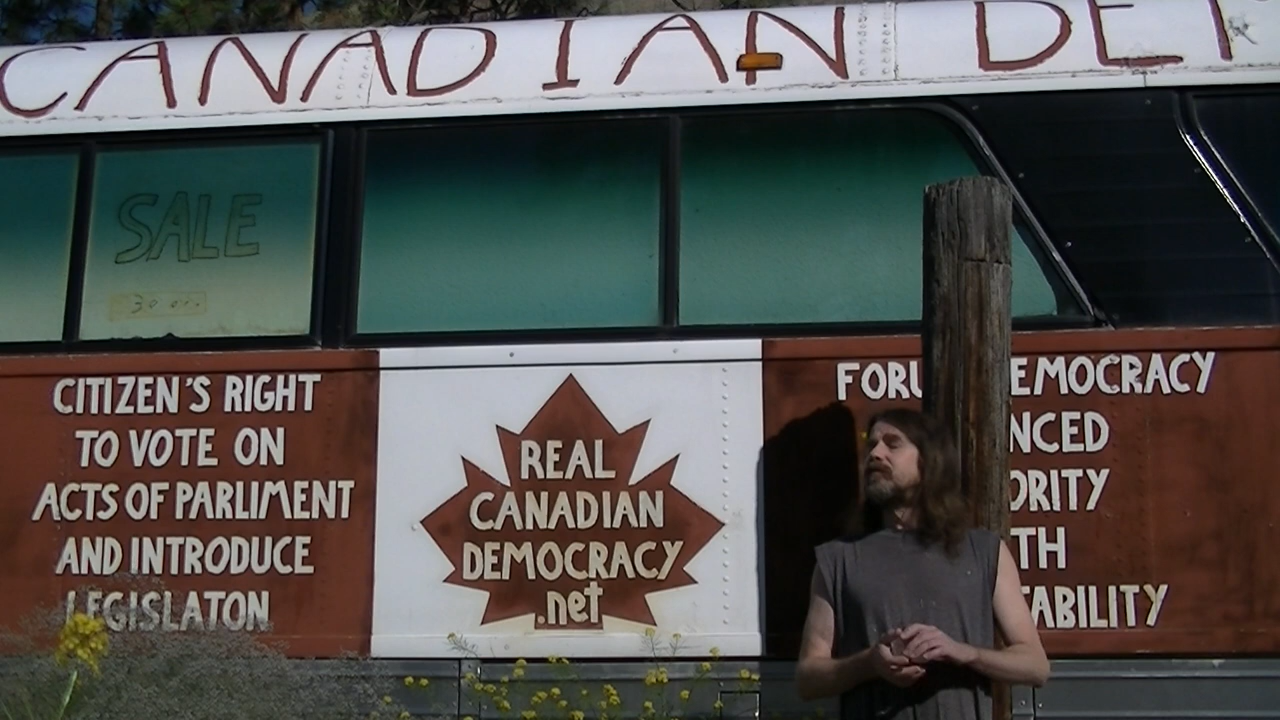 CANADIAN DE
SALE
CITIZEN'S RIGHT
TO VOTE ON
ACTS OF PARLIMENT
AND INTRODUCE
LEGISLATON
REAL
CANADIAN
DEMOCRACY
.net
FORU EMOCRACY
NCED
ORITY
TH
TABILITY